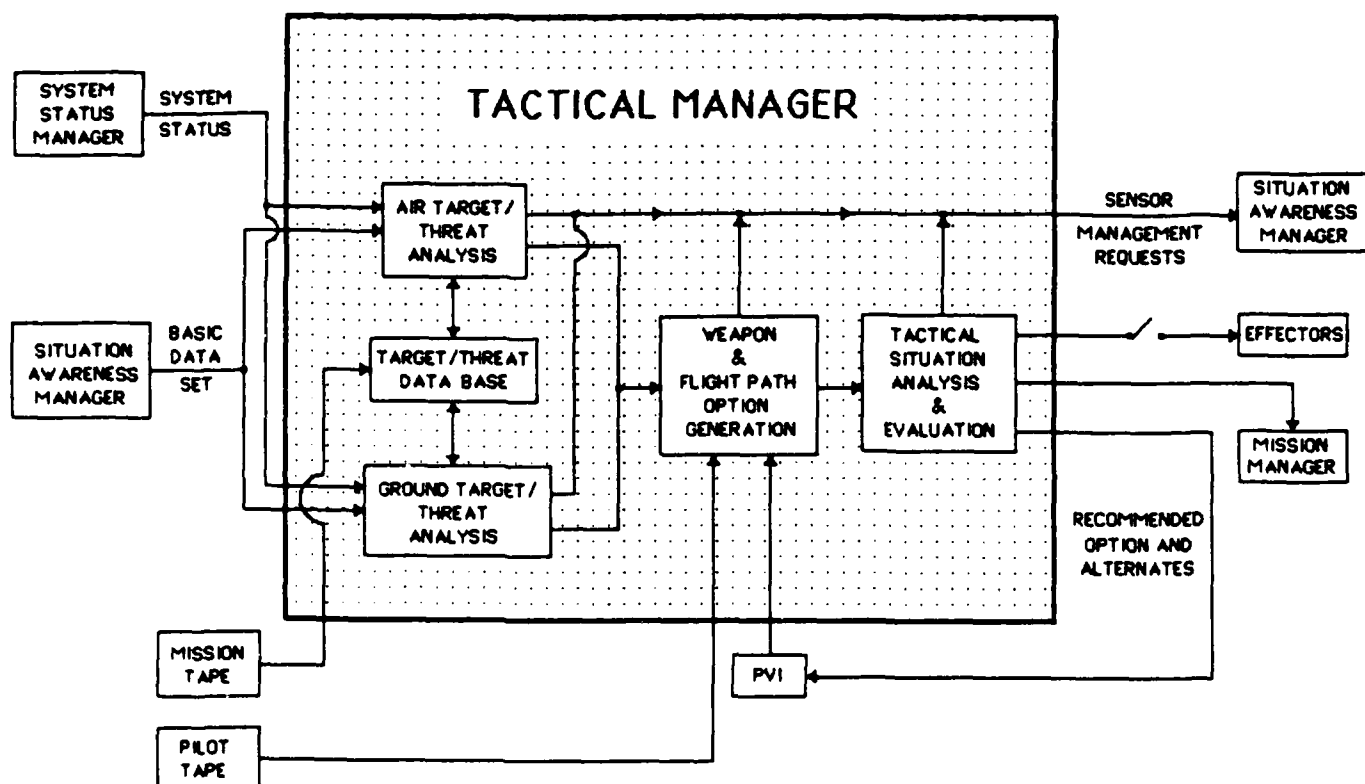 TACTICAL MANAGER
SYSTEM
STATUS
MANAGER
SYSTEM
STATUS
SITUATION
AWARENESS
MANAGER
BASIC
DATA
SET
AIR TARGET/
THREAT
ANALYSIS
TARGET/THREAT
DATA BASE
GROUND TARGET/
THREAT
ANALYSIS
WEAPON
&
FLIGHT PATH
OPTION
GENERATION
TACTICAL
SITUATION
ANALYSIS
&
EVALUATION
SENSOR
MANAGEMENT
REQUESTS
SITUATION
AWARENESS
MANAGER
EFFECTORS
MISSION
MANAGER
RECOMMENDED
OPTION AND
ALTERNATES
MISSION
TAPE
PVI
PILOT
TAPE